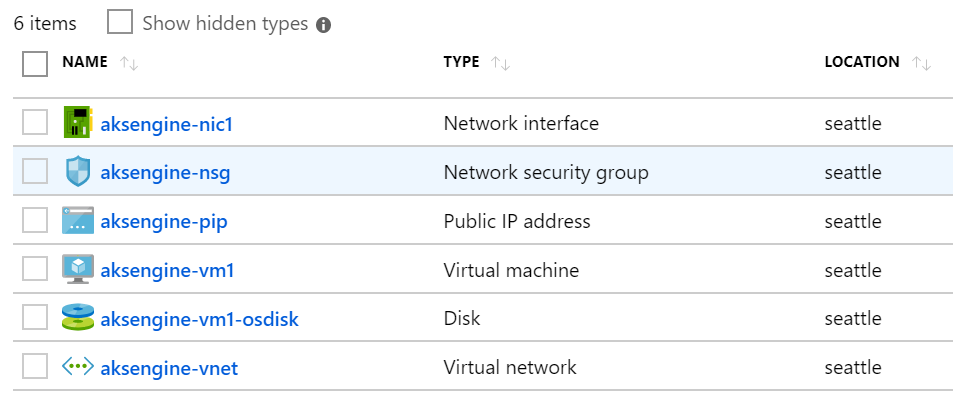 6 items Show hidden types
NAME TYPE LOCATION
aksengine-nic1 Network interface seattle
aksengine-nsg Network security group seattle
aksengine-pip Public IP address seattle
aksengine-vm1 Virtual machine seattle
aksengine-vm1-osdisk Disk seattle
aksengine-vnet Virtual network seattle